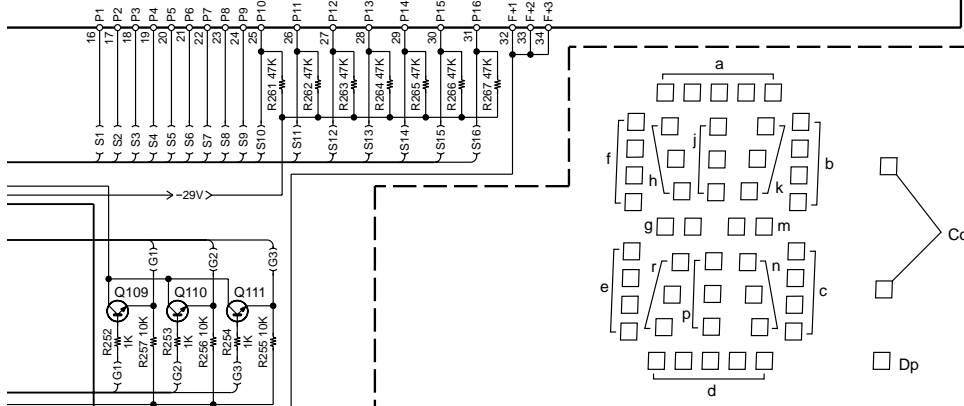 P1 P2 P3 P4 P5 P6 P7 P8 P9 P10 P11 P12 P13 P14 P15 P16 F+1 F+2 F+3
16 17 18 19 20 21 22 23 24 25 26 27 28 29 30 31 32 33 34
R261 47K R262 47K R263 47K R264 47K R265 47K R266 47K R267 47K
S1 S2 S3 S4 S5 S6 S7 S8 S9 S10 S11 S12 S13 S14 S15 S16
-29V
G1 G2 G3
Q109 Q110 Q111
R252 1K R257 10K R253 1K R256 10K R254 1K R255 10K
G1 G2 G3
a
f h j k b
g m
e r p n c
d
Co
Dp